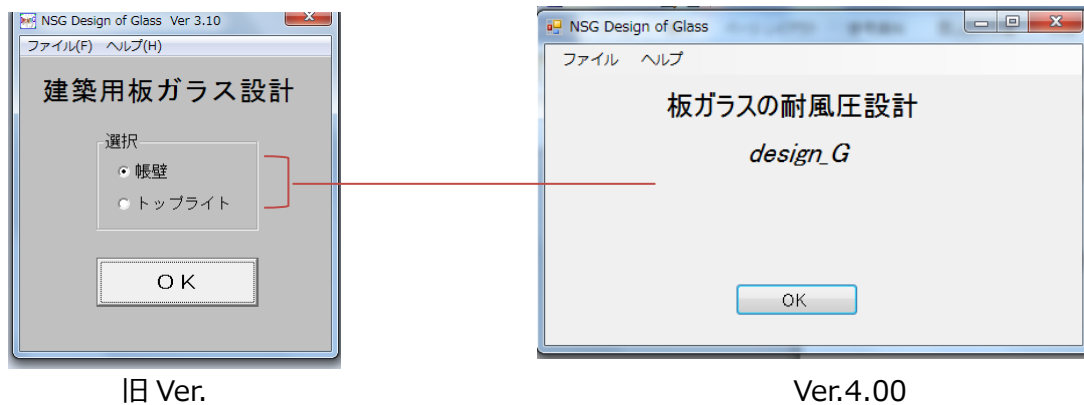 NSG Design of Glass Ver 3.10
ファイル(F) ヘルプ(H)
建築用板ガラス設計
選択
帳壁
トップライト
OK
旧 Ver.
NSG Design of Glass
ファイル ヘルプ
板ガラスの耐風圧設計
design_G
OK
Ver.4.00